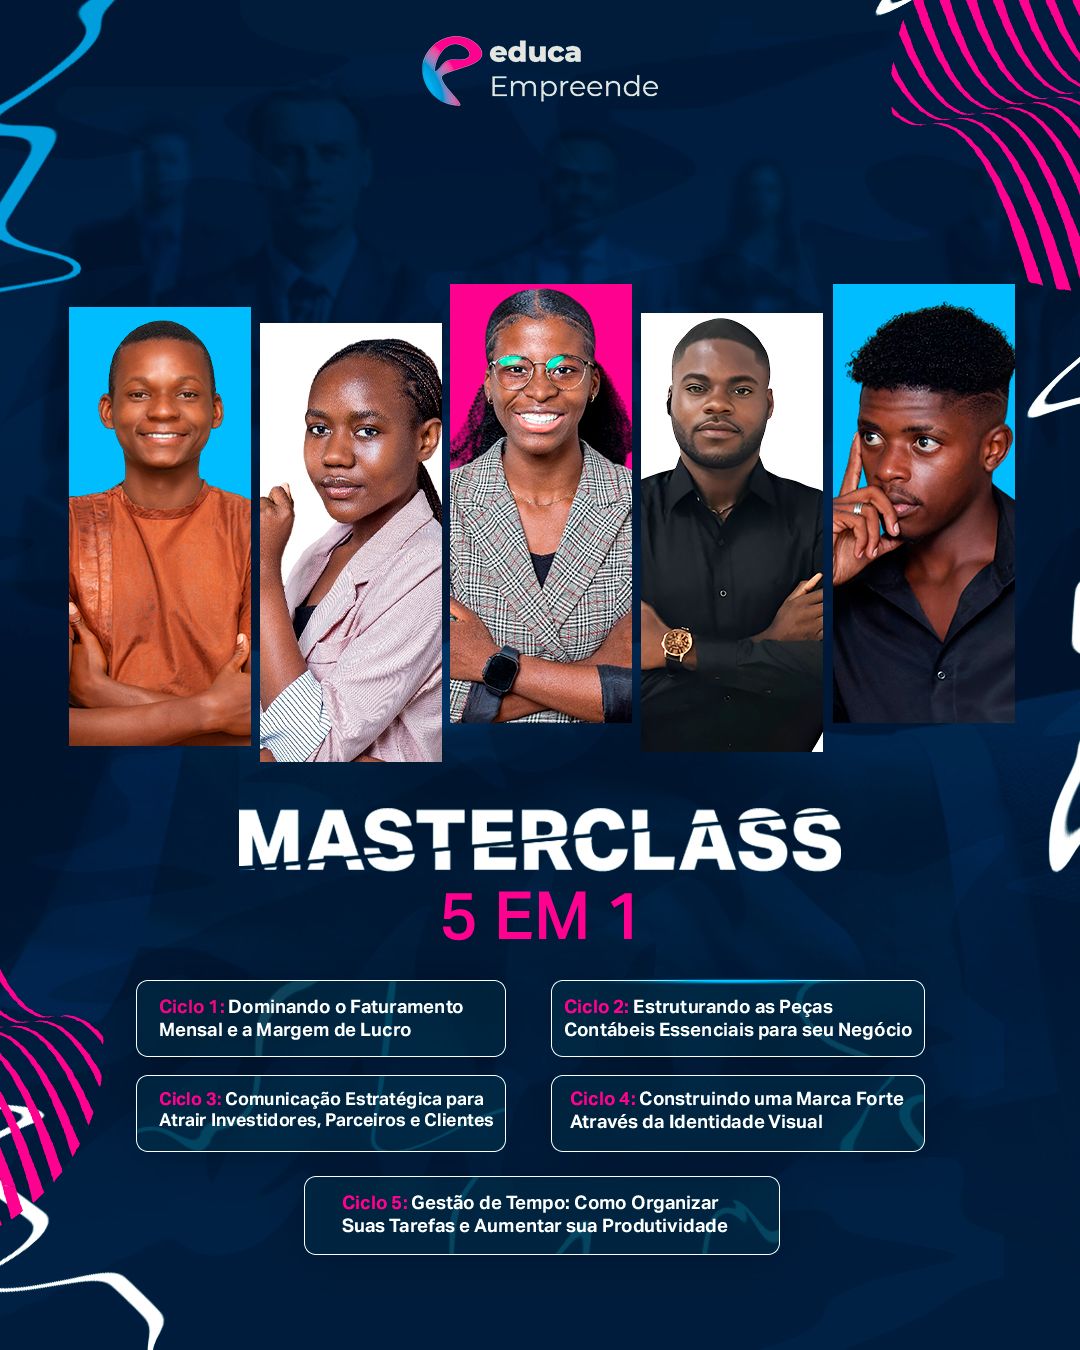 educa
Empreende
MASTERCLASS
5 EM 1
Ciclo 1: Dominando o Faturamento
Mensal e a Margem de Lucro
Ciclo 2: Estruturando as Peças
Contábeis Essenciais para seu Negócio
Ciclo 3: Comunicação Estratégica para
Atrair Investidores, Parceiros e Clientes
Ciclo 4: Construindo uma Marca Forte
Através da Identidade Visual
Ciclo 5: Gestão de Tempo: Como Organizar
Suas Tarefas e Aumentar sua Produtividade